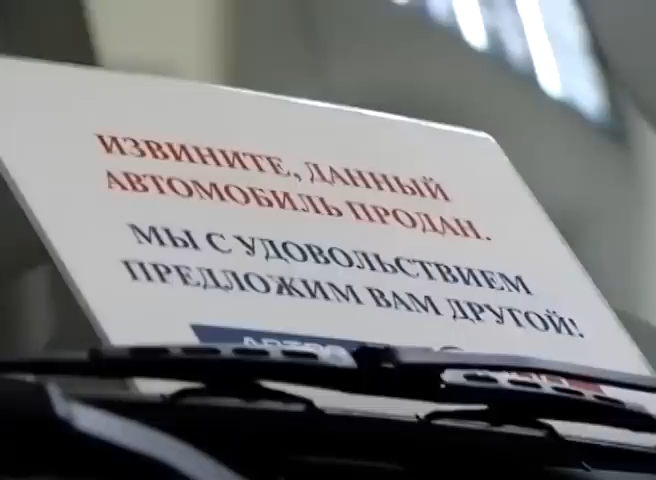 ИЗВИНИТЕ, ДАННЫЙ
АВТОМОБИЛЬ ПРОДАН.
МЫ С УДОВОЛЬСТВИЕМ
ПРЕДЛОЖИМ ВАМ ДРУГОЙ!